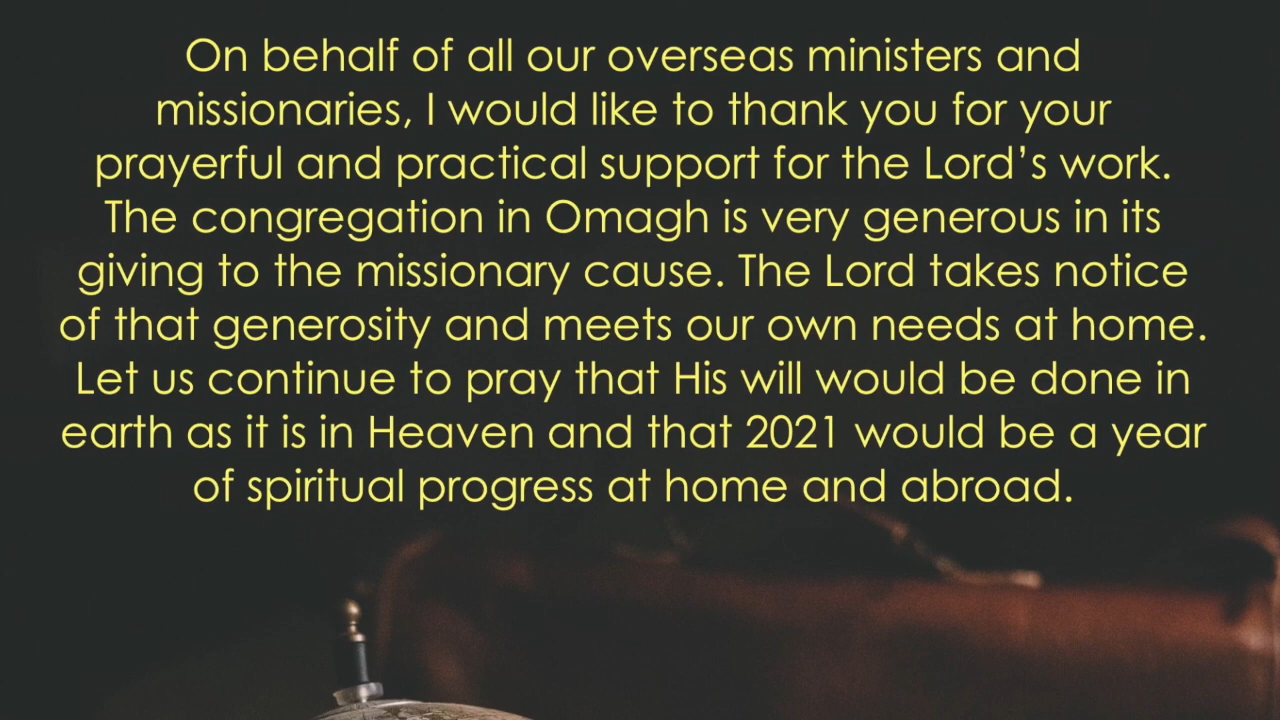 On behalf of all our overseas ministers and
missionaries, I would like to thank you for your
prayerful and practical support for the Lord’s work.
The congregation in Omagh is very generous in its
giving to the missionary cause. The Lord takes notice
of that generosity and meets our own needs at home.
Let us continue to pray that His will would be done in
earth as it is in Heaven and that 2021 would be a year
of spiritual progress at home and abroad.